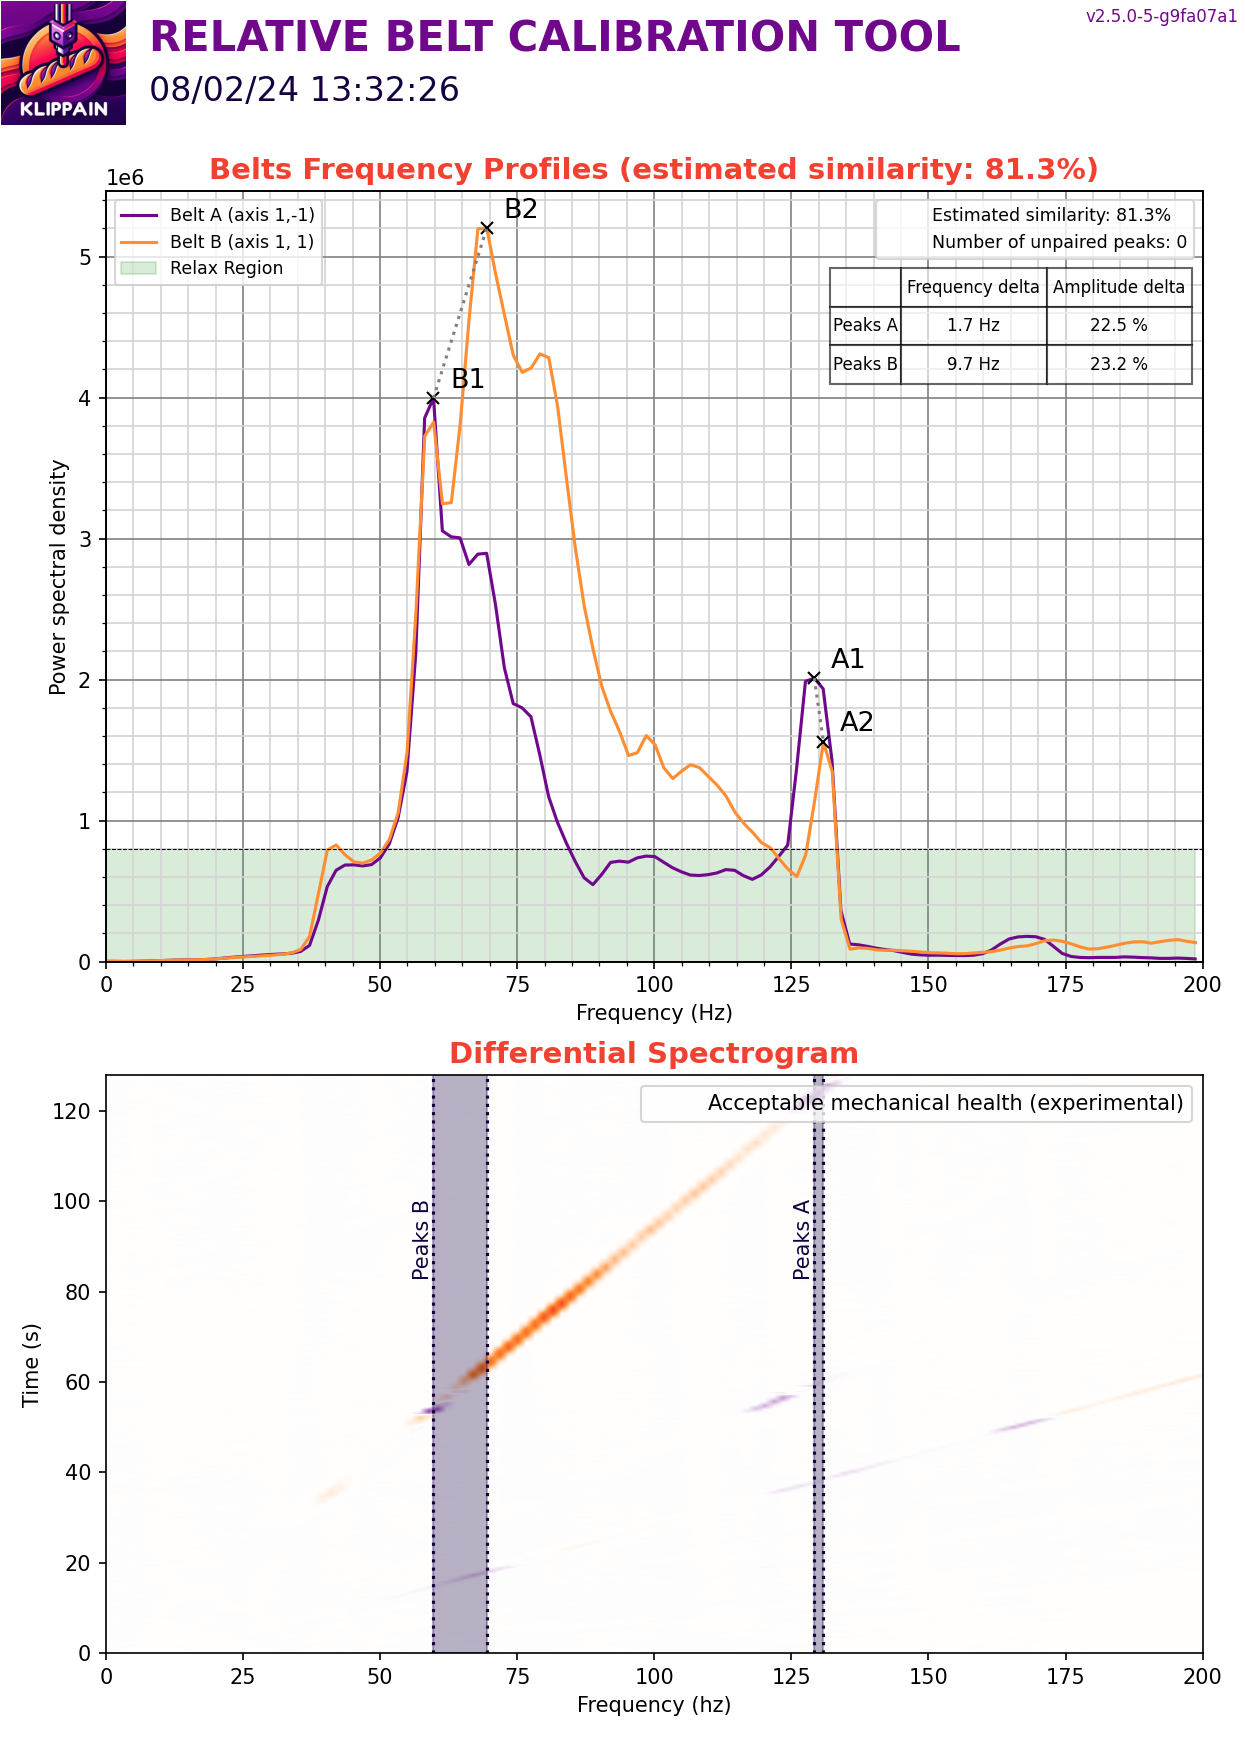 v2.5.0-5-g9fa07a1
RELATIVE BELT CALIBRATION TOOL
08/02/24 13:32:26
KLIPPAIN
Belts Frequency Profiles (estimated similarity: 81.3%)
1e6
Belt A (axis 1,-1)
Belt B (axis 1, 1)
Relax Region
B2
Estimated similarity: 81.3%
Number of unpaired peaks: 0
Frequency delta Amplitude delta
Peaks A 1.7 Hz 22.5 %
Peaks B 9.7 Hz 23.2 %
B1
A1
A2
5
4
3
2
1
0
Power spectral density
0 25 50 75 100 125 150 175 200
Frequency (Hz)
Differential Spectrogram
Acceptable mechanical health (experimental)
Peaks B
Peaks A
120
100
80
60
40
20
0
Time (s)
0 25 50 75 100 125 150 175 200
Frequency (hz)